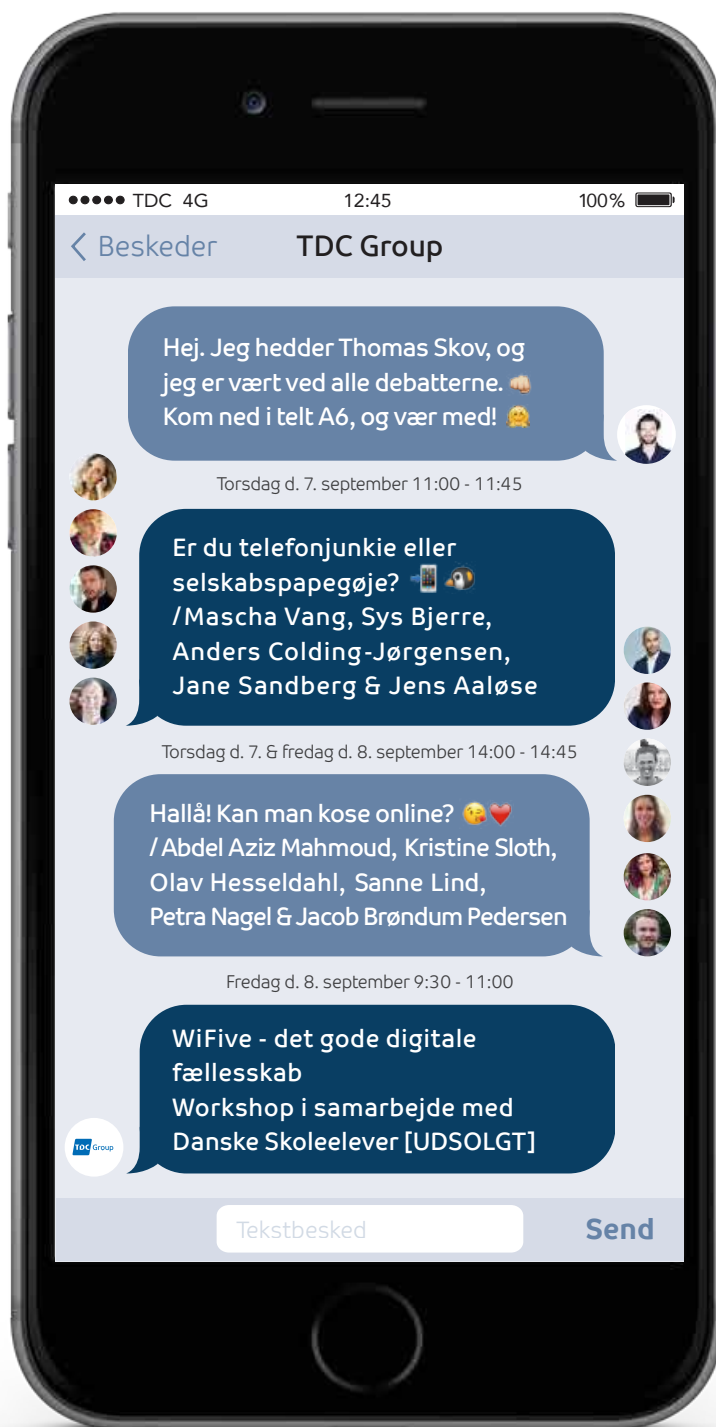 TDC 4G 12:45 100%
Beskeder TDC Group
Hej. Jeg hedder Thomas Skov, og
jeg er vært ved alle debatterne. 👊
Kom ned i telt A6, og vær med! 🤗
Torsdag d. 7. september 11:00 - 11:45
Er du telefonjunkie eller
selskabspapegøje? 📲
/Mascha Vang, Sys Bjerre,
Anders Colding-Jørgensen,
Jane Sandberg & Jens Aaløse
Torsdag d. 7. & fredag d. 8. september 14:00 - 14:45
Hallå! Kan man kose online? 😘❤️
/Abdel Aziz Mahmoud, Kristine Sloth,
Olav Hesseldahl, Sanne Lind,
Petra Nagel & Jacob Brøndum Pedersen
Fredag d. 8. september 9:30 - 11:00
WiFive - det gode digitale
fællesskab
Workshop i samarbejde med
Danske Skoleelever [UDSOLGT]
TDC Group
Tekstbesked Send